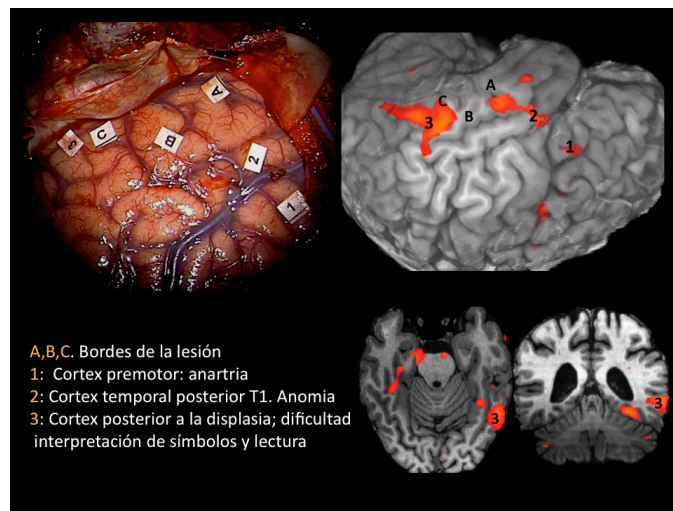 A
3
C
B
2
1
A
C
3
B
2
1
A,B,C. Bordes de la lesión
1: Cortex premotor: anartria
2: Cortex temporal posterior T1. Anomia
3: Cortex posterior a la displasia; dificultad
interpretación de símbolos y lectura
3
3